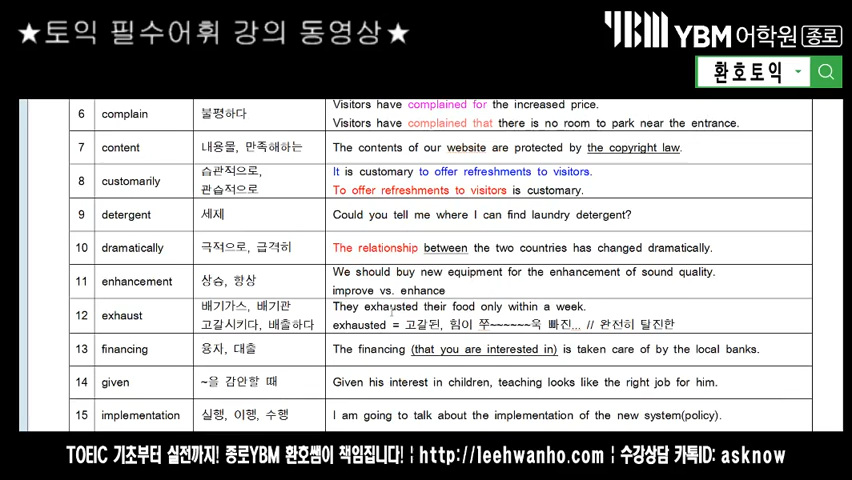 ★토익 필수어휘 강의 동영상★
YBM YBM어학원 종로
환호토익
6 complain 불평하다 Visitors have complained for the increased price.
Visitors have complained that there is no room to park near the entrance.
7 content 내용물, 만족해하는 The contents of our website are protected by the copyright law.
8 customarily 습관적으로, 관습적으로 It is customary to offer refreshments to visitors.
To offer refreshments to visitors is customary.
9 detergent 세제 Could you tell me where I can find laundry detergent?
10 dramatically 극적으로, 급격히 The relationship between the two countries has changed dramatically.
11 enhancement 상승, 향상 We should buy new equipment for the enhancement of sound quality.
improve vs. enhance
12 exhaust 배기가스, 배기관 They exhausted their food only within a week.
고갈시키다, 배출하다 exhausted = 고갈된, 힘이 쭈~~~~~~욱 빠진... // 완전히 탈진한
13 financing 융자, 대출 The financing (that you are interested in) is taken care of by the local banks.
14 given ~을 감안할 때 Given his interest in children, teaching looks like the right job for him.
15 implementation 실행, 이행, 수행 I am going to talk about the implementation of the new system(policy).
TOEIC 기초부터 실전까지! 종로YBM 환호쌤이 책임집니다! ¦ http://leehwanho.com ¦ 수강상담 카톡ID: asknow